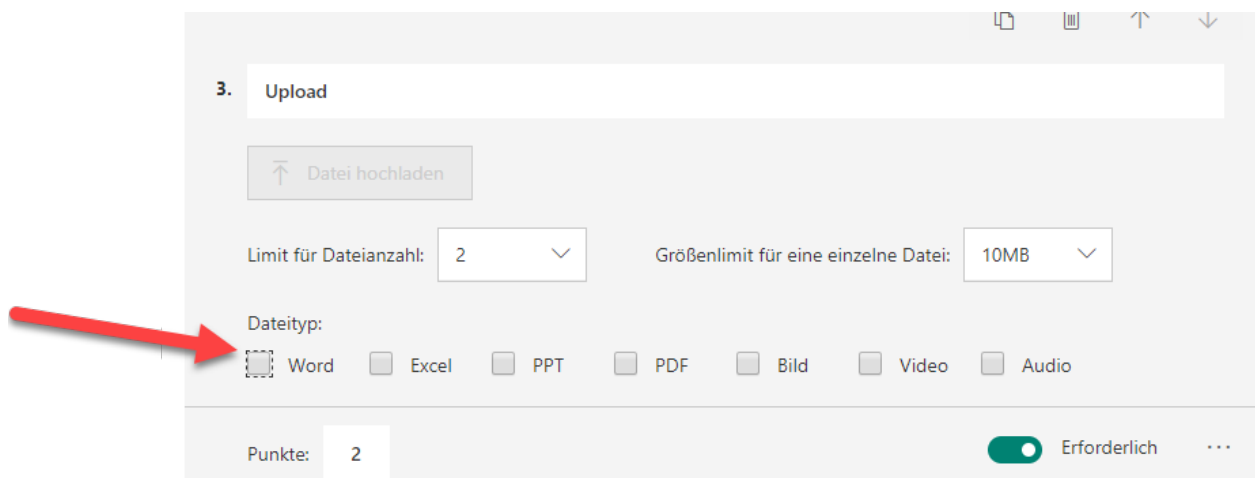 3. Upload
Datei hochladen
Limit für Dateianzahl: 2 Größenlimit für eine einzelne Datei: 10MB
Dateityp:
Word Excel PPT PDF Bild Video Audio
Punkte: 2 Erforderlich ...